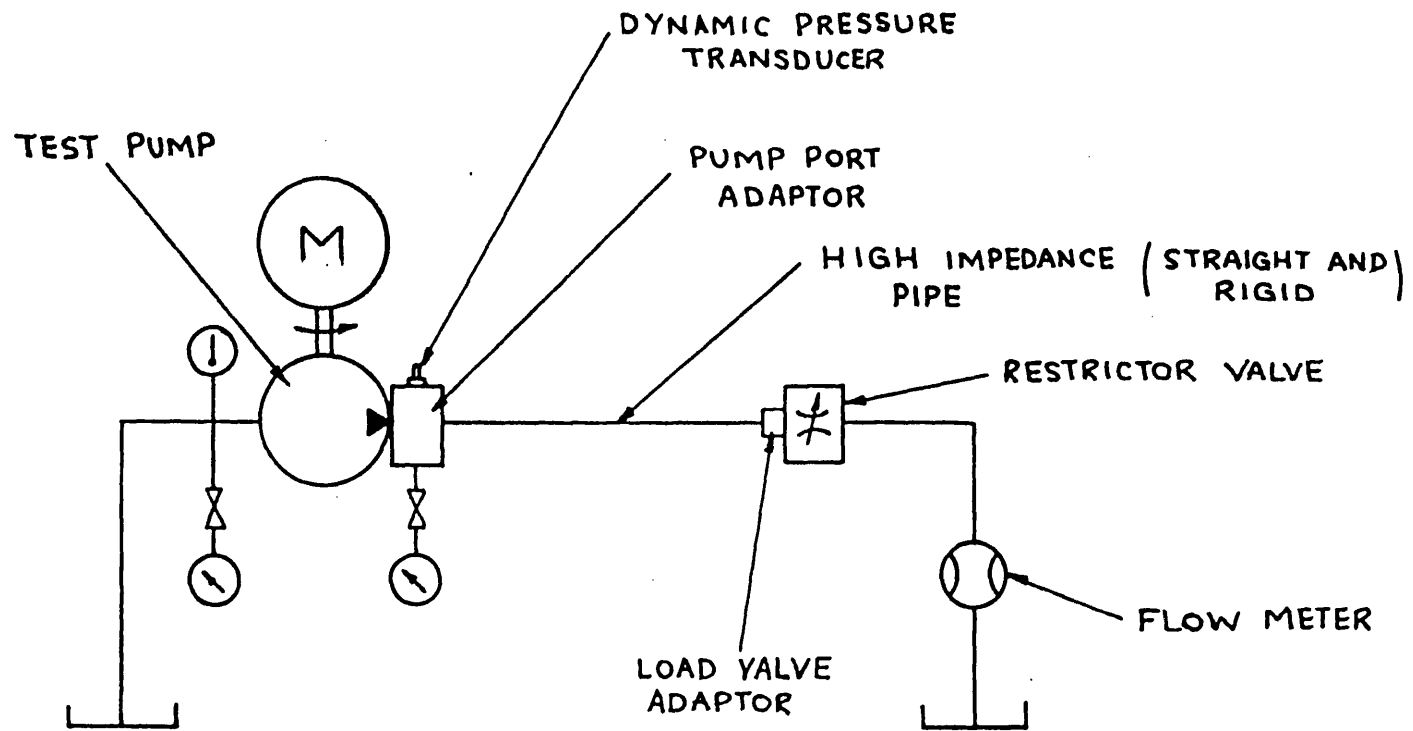 DYNAMIC PRESSURE
TRANSDUCER
TEST PUMP
PUMP PORT
ADAPTOR
M
HIGH IMPEDANCE (STRAIGHT AND)
PIPE RIGID
RESTRICTOR VALVE
FLOW METER
LOAD VALVE
ADAPTOR